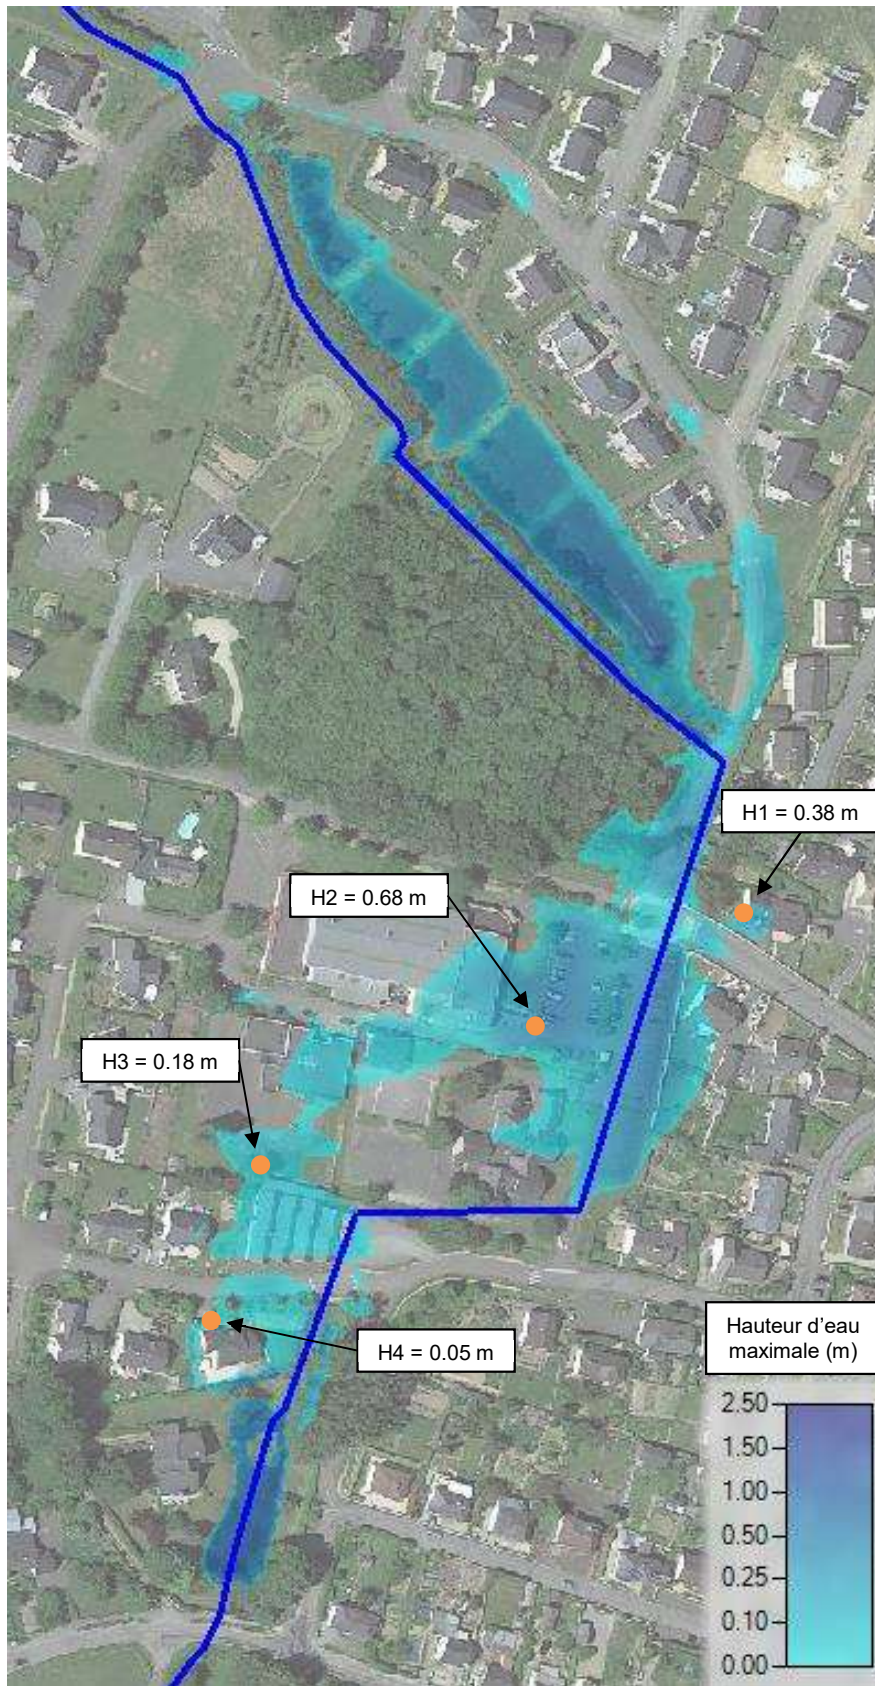 H1 = 0.38 m
H2 = 0.68 m
H3 = 0.18 m
H4 = 0.05 m
Hauteur d'eau
maximale (m)
2.50
1.50
1.00
0.50
0.25
0.10
0.00